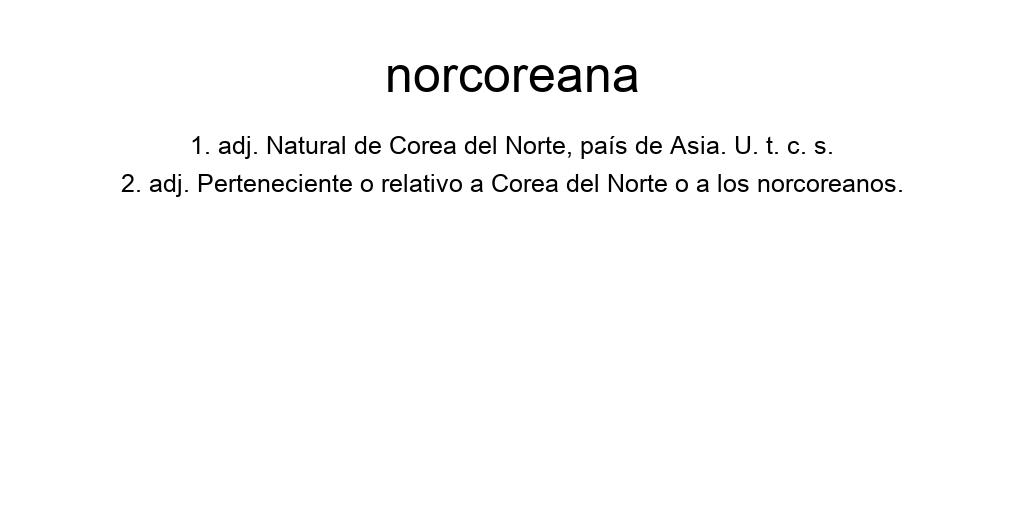 norcoreana
1. adj. Natural de Corea del Norte, país de Asia. U. t. c. s.
2. adj. Perteneciente o relativo a Corea del Norte o a los norcoreanos.